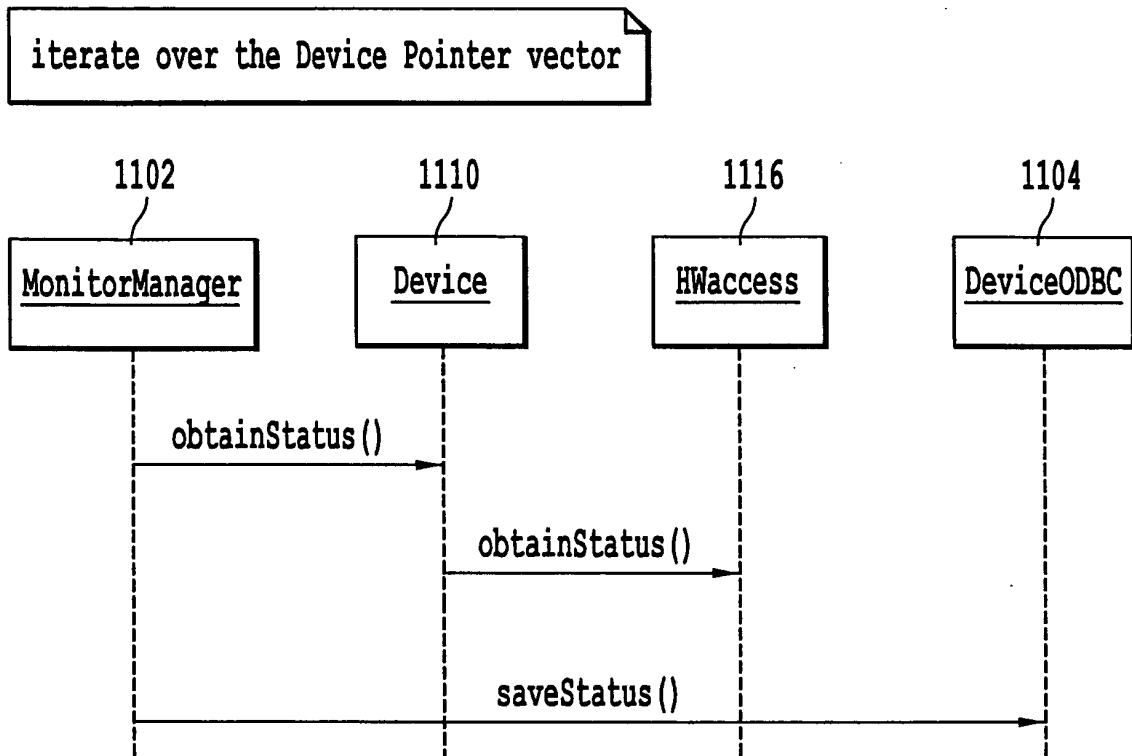 iterate over the Device Pointer vector
1102 1110 1116 1104
MonitorManager Device HWaccess DeviceODBC
obtainStatus()
obtainStatus()
saveStatus()